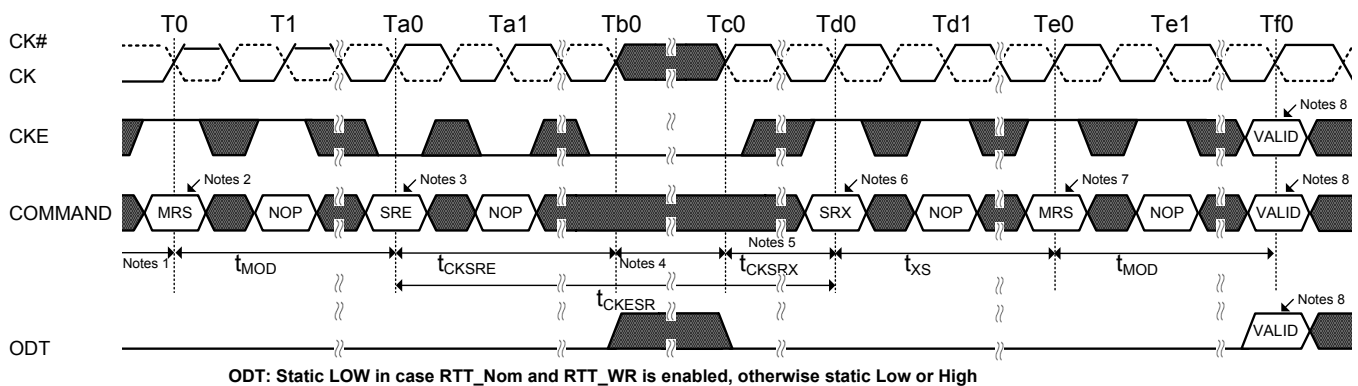 T0 T1 Ta0 Ta1 Tb0 Tc0 Td0 Td1 Te0 Te1 Tf0
CK#
CK
CKE
Notes 8
VALID
Notes 2 Notes 3 Notes 6 Notes 7 Notes 8
COMMAND MRS NOP SRE NOP SRX NOP MRS NOP VALID
Notes 1 tMOD tCKSRE Notes 4 Notes 5 tCKSRX tXS tMOD
tCKESR
Notes 8
ODT VALID
ODT: Static LOW in case RTT_Nom and RTT_WR is enabled, otherwise static Low or High